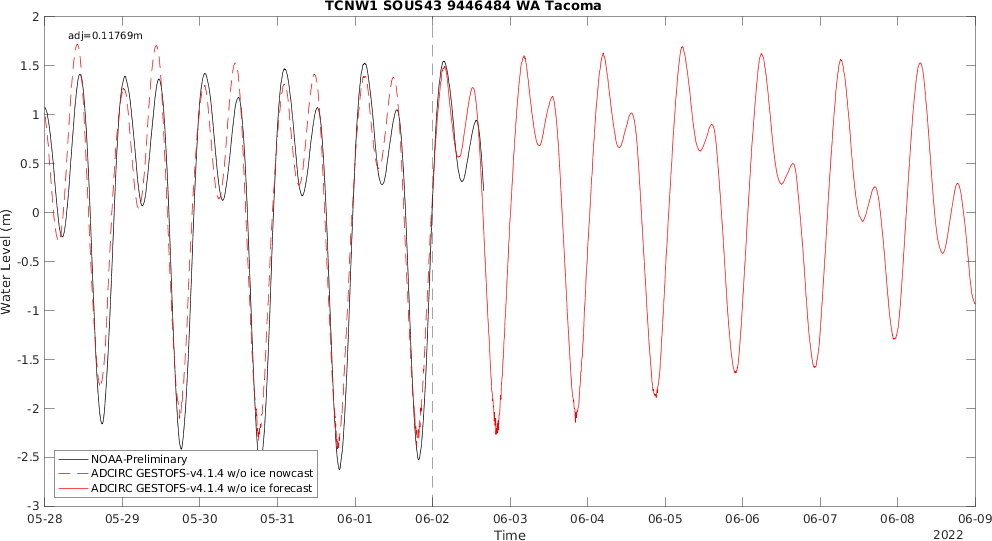 TCNW1 SOUS43 9446484 WA Tacoma
adj=0.11769m
2
1.5
1
0.5
0
-0.5
-1
-1.5
-2
-2.5
-3
Water Level (m)
NOAA-Preliminary
ADCIRC GESTOFS-v4.1.4 w/o ice nowcast
ADCIRC GESTOFS-v4.1.4 w/o ice forecast
05-28 05-29 05-30 05-31 06-01 06-02 06-03 06-04 06-05 06-06 06-07 06-08 06-09
Time
2022